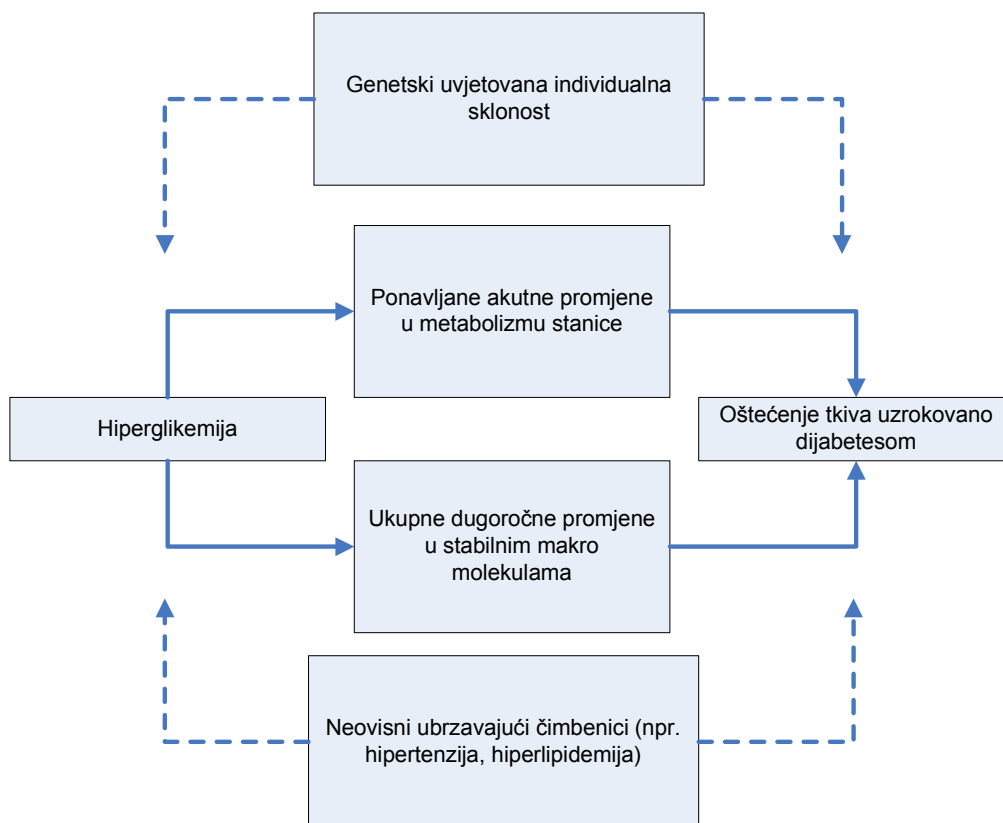 Genetski uvjetovana individualna
sklonost
Ponavljane akutne promjene
u metabolizmu stanice
Hiperglikemija
Oštećenje tkiva uzrokovano
dijabetesom
Ukupne dugoročne promjene
u stabilnim makro
molekulama
Neovisni ubrzavajući čimbenici (npr.
hipertenzija, hiperlipidemija)